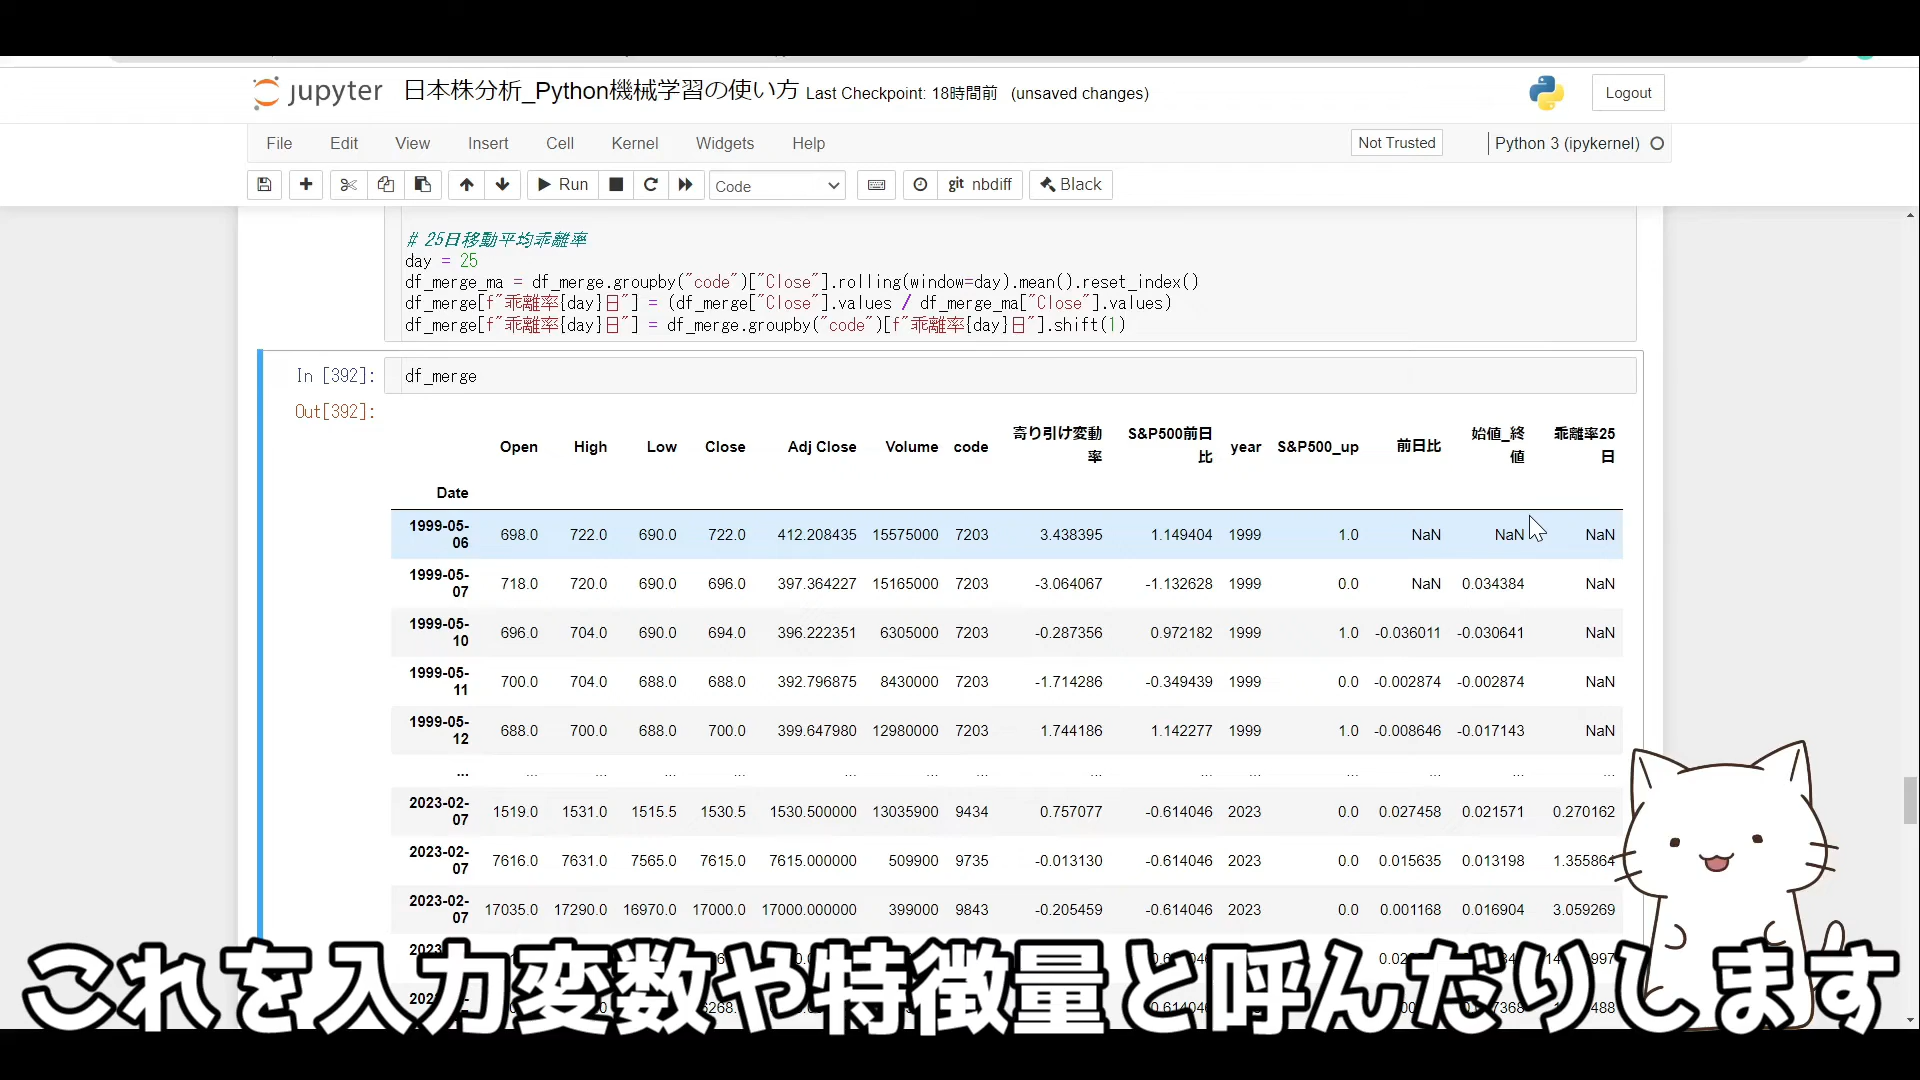 jupyter 日本株分析_Python機械学習の使い方 Last Checkpoint: 18時間前 (unsaved changes) Logout
File Edit View Insert Cell Kernel Widgets Help Not Trusted Python 3 (ipykernel)
Run Code git nbdiff Black
# 25日移動平均乖離率
day = 25
df_merge_ma = df_merge.groupby("code")["Close"].rolling(window=day).mean().reset_index()
df_merge[f"乖離率{day}日"] = (df_merge["Close"].values / df_merge_ma["Close"].values)
df_merge[f"乖離率{day}日"] = df_merge.groupby("code")[f"乖離率{day}日"].shift(1)
In [392]: df_merge
Out[392]:
Open High Low Close Adj Close Volume code 寄り引け変動率 S&P500前日比 year S&P500_up 前日比 始値_終値 乖離率25日
Date
1999-05-06 698.0 722.0 690.0 722.0 412.208435 15575000 7203 3.438395 1.149404 1999 1.0 NaN NaN NaN
1999-05-07 718.0 720.0 690.0 696.0 397.364227 15165000 7203 -3.064067 -1.132628 1999 0.0 NaN 0.034384 NaN
1999-05-10 696.0 704.0 690.0 694.0 396.222351 6305000 7203 -0.287356 0.972182 1999 1.0 -0.036011 -0.030641 NaN
1999-05-11 700.0 704.0 688.0 688.0 392.796875 8430000 7203 -1.714286 -0.349439 1999 0.0 -0.002874 -0.002874 NaN
1999-05-12 688.0 700.0 688.0 700.0 399.647980 12980000 7203 1.744186 1.142277 1999 1.0 -0.008646 -0.017143 NaN
... ... ... ... ... ... ... ... ... ... ... ... ... ... ...
2023-02-07 1519.0 1531.0 1515.5 1530.5 1530.500000 13035900 9434 0.757077 -0.614046 2023 0.0 0.027458 0.021571 0.270162
2023-02-07 7616.0 7631.0 7565.0 7615.0 7615.000000 509900 9735 -0.013130 -0.614046 2023 0.0 0.015635 0.013198 1.355864
2023-02-07 17035.0 17290.0 16970.0 17000.0 17000.000000 399000 9843 -0.205459 -0.614046 2023 0.0 0.001168 0.016904 3.059269
これを入力変数や特徴量と呼んだりします